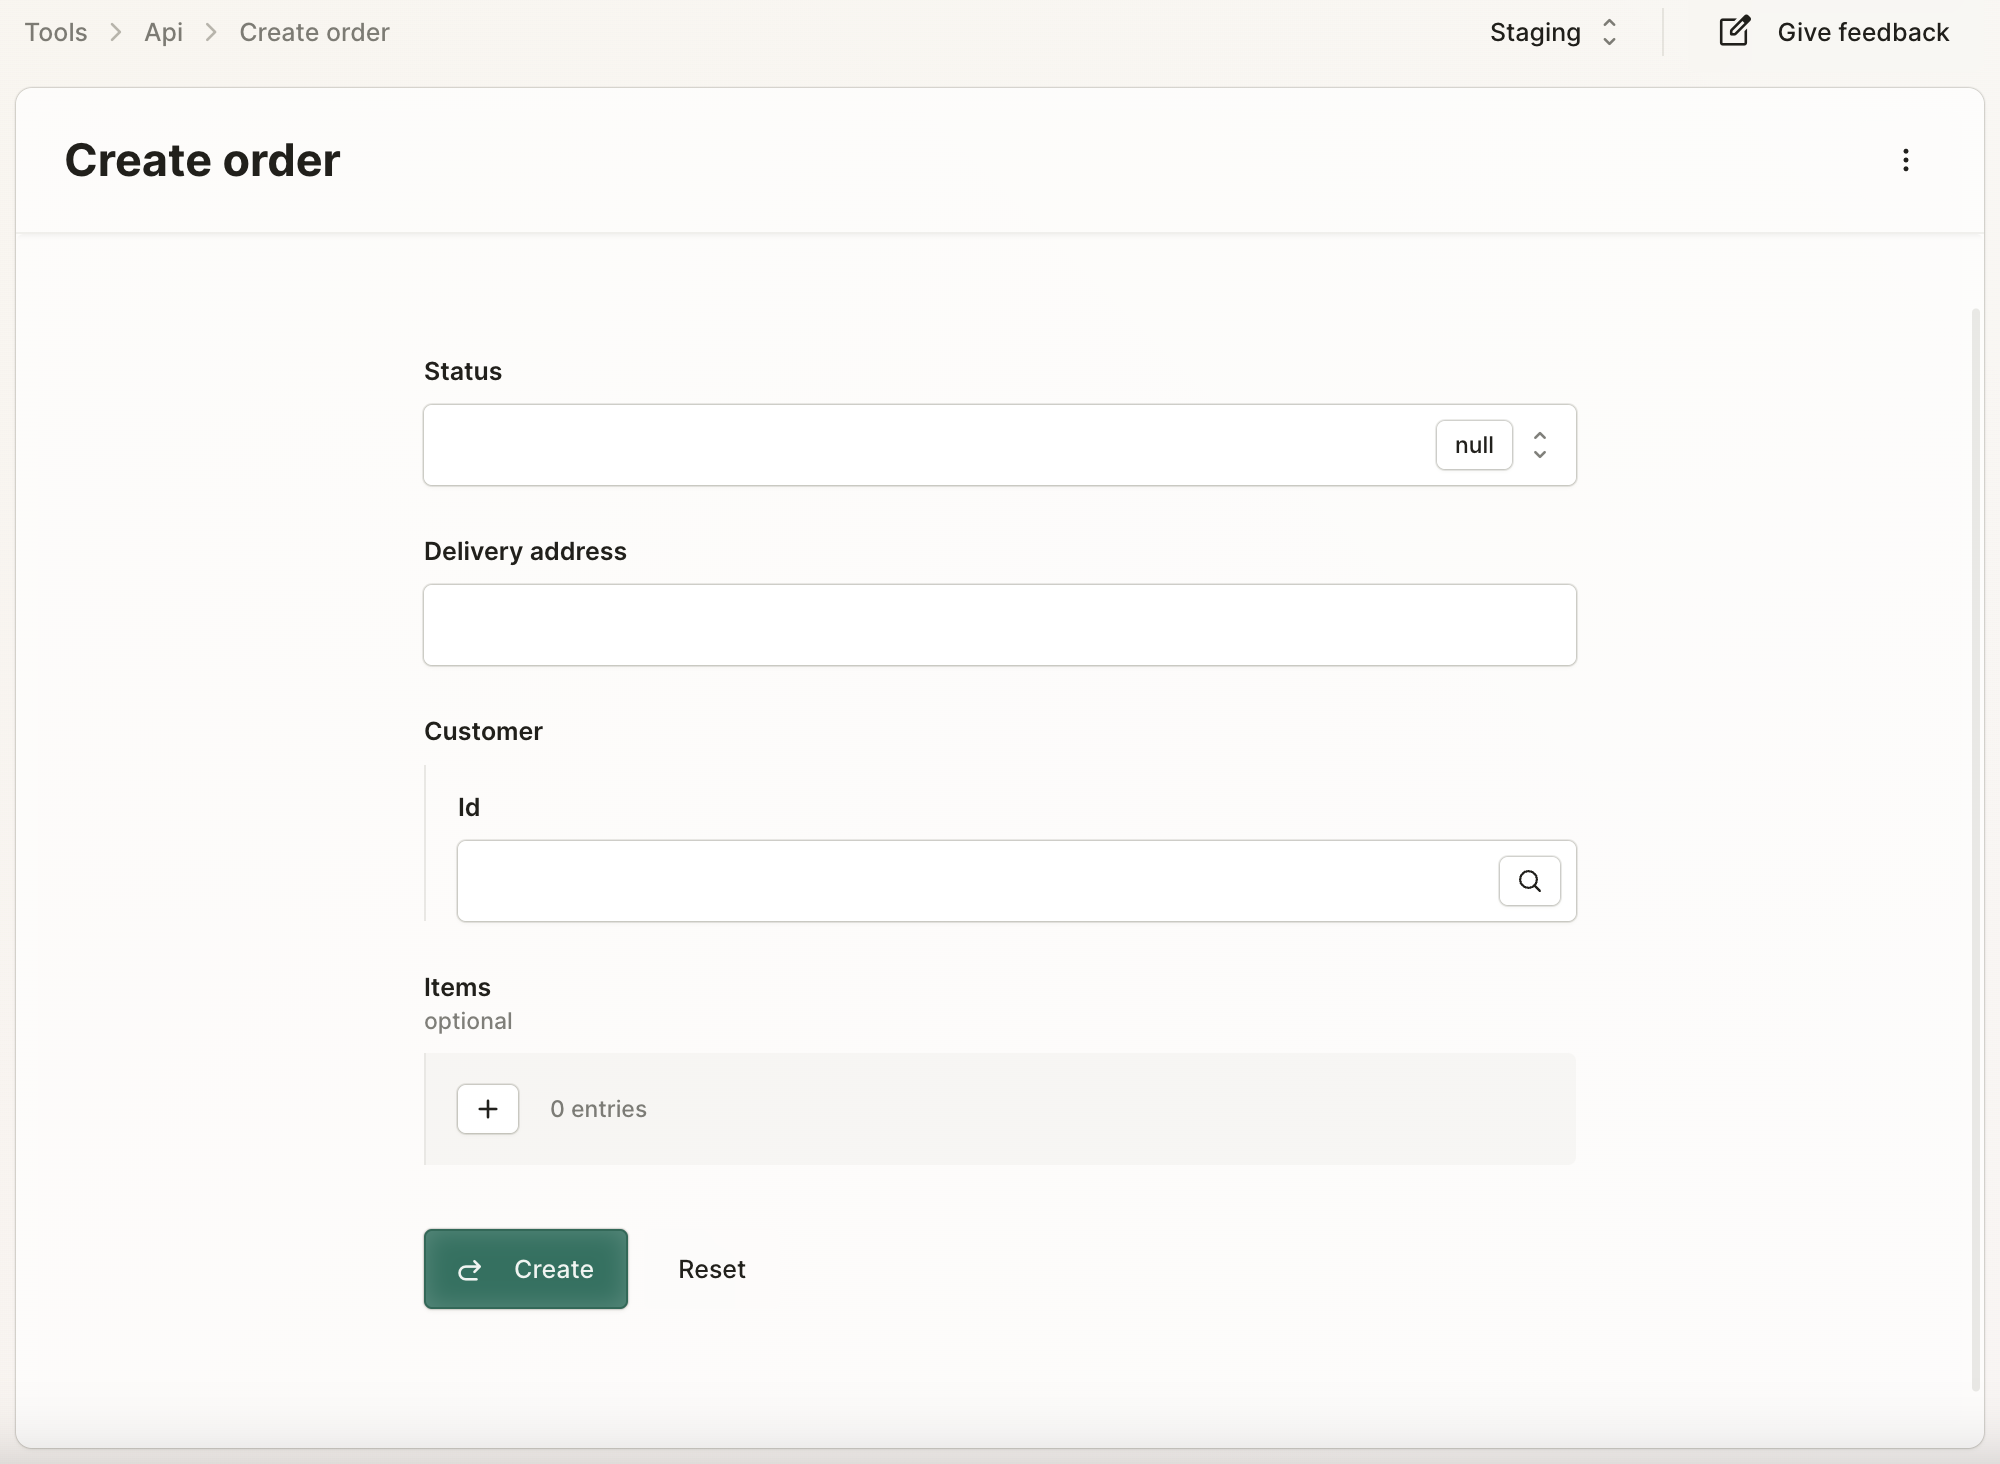 Tools > Api > Create order
Staging
Give feedback
Create order
Status
null
Delivery address
Customer
Id
Items
optional
0 entries
Create
Reset